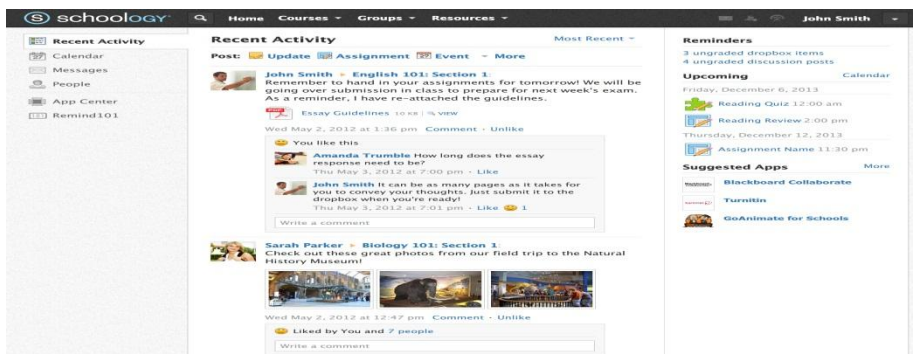 S schoology Home Courses Groups Resources John Smith
Recent Activity
Calendar
Messages
People
App Center
Remind101
Recent Activity Most Recent
Post: Update Assignment Event More
John Smith ▸ English 101: Section 1
Remember to hand in your assignments for tomorrow! We will be
going over submission in class to prepare for next week's exam.
As a reminder, I have re-attached the guidelines.
Essay Guidelines 10 KB VIEW
Wed May 2, 2012 at 1:36 pm Comment · Unlike
You like this
Amanda Trumble How long does the essay
response need to be?
Thu May 3, 2012 at 7:00 pm · Like
John Smith It can be as many pages as it takes for
you to convey your thoughts. Just submit it to the
dropbox when you're ready!
Thu May 3, 2012 at 7:01 pm · Like 1
Write a comment
Sarah Parker ▸ Biology 101: Section 1
Check out these great photos from our field trip to the Natural
History Museum!
Wed May 2, 2012 at 12:47 pm Comment · Unlike
Liked by You and 7 people
Write a comment
Reminders
3 ungraded dropbox items
4 ungraded discussion posts
Upcoming Calendar
Friday, December 6, 2013
Reading Quiz 12:00 am
Reading Review 2:00 pm
Thursday, December 12, 2013
Assignment Name 11:30 pm
Suggested Apps More
Blackboard Collaborate
Turnitin
GoAnimate for Schools